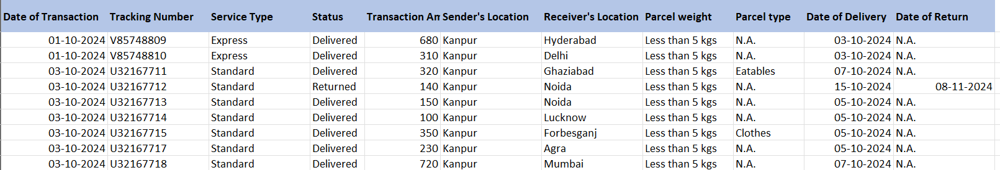 Date of Transaction Tracking Number Service Type Status Transaction Am Sender's Location Receiver's Location Parcel weight Parcel type Date of Delivery Date of Return
01-10-2024 V85748809 Express Delivered 680 Kanpur Hyderabad Less than 5 kgs N.A. 03-10-2024 N.A.
01-10-2024 V85748810 Express Delivered 310 Kanpur Delhi Less than 5 kgs N.A. 03-10-2024 N.A.
03-10-2024 U32167711 Standard Delivered 320 Kanpur Ghaziabad Less than 5 kgs Eatables 07-10-2024 N.A.
03-10-2024 U32167712 Standard Returned 140 Kanpur Noida Less than 5 kgs N.A. 15-10-2024 08-11-2024
03-10-2024 U32167713 Standard Delivered 150 Kanpur Noida Less than 5 kgs N.A. 05-10-2024 N.A.
03-10-2024 U32167714 Standard Delivered 100 Kanpur Lucknow Less than 5 kgs N.A. 05-10-2024 N.A.
03-10-2024 U32167715 Standard Delivered 350 Kanpur Forbesganj Less than 5 kgs Clothes 05-10-2024 N.A.
03-10-2024 U32167717 Standard Delivered 230 Kanpur Agra Less than 5 kgs N.A. 05-10-2024 N.A.
03-10-2024 U32167718 Standard Delivered 720 Kanpur Mumbai Less than 5 kgs N.A. 07-10-2024 N.A.